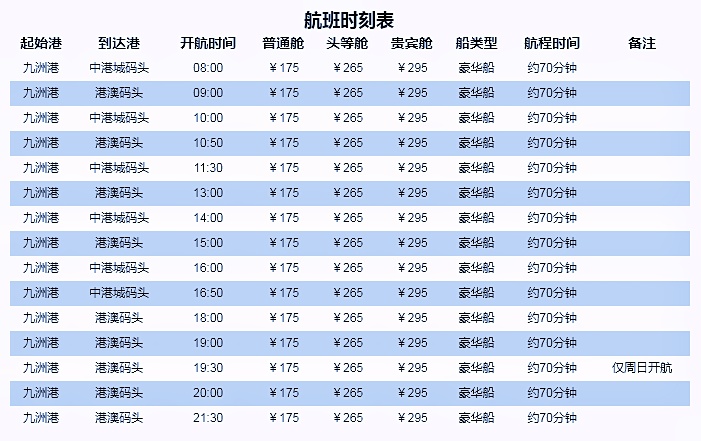 航班时刻表
起始港 到达港 开航时间 普通舱 头等舱 贵宾舱 船类型 航程时间 备注
九洲港 中港城码头 08:00 ￥175 ￥265 ￥295 豪华船 约70分钟
九洲港 港澳码头 09:00 ￥175 ￥265 ￥295 豪华船 约70分钟
九洲港 中港城码头 10:00 ￥175 ￥265 ￥295 豪华船 约70分钟
九洲港 港澳码头 10:50 ￥175 ￥265 ￥295 豪华船 约70分钟
九洲港 中港城码头 11:30 ￥175 ￥265 ￥295 豪华船 约70分钟
九洲港 港澳码头 13:00 ￥175 ￥265 ￥295 豪华船 约70分钟
九洲港 中港城码头 14:00 ￥175 ￥265 ￥295 豪华船 约70分钟
九洲港 港澳码头 15:00 ￥175 ￥265 ￥295 豪华船 约70分钟
九洲港 中港城码头 16:00 ￥175 ￥265 ￥295 豪华船 约70分钟
九洲港 中港城码头 16:50 ￥175 ￥265 ￥295 豪华船 约70分钟
九洲港 港澳码头 18:00 ￥175 ￥265 ￥295 豪华船 约70分钟
九洲港 港澳码头 19:00 ￥175 ￥265 ￥295 豪华船 约70分钟
九洲港 港澳码头 19:30 ￥175 ￥265 ￥295 豪华船 约70分钟 仅周日开航
九洲港 港澳码头 20:00 ￥175 ￥265 ￥295 豪华船 约70分钟
九洲港 港澳码头 21:30 ￥175 ￥265 ￥295 豪华船 约70分钟